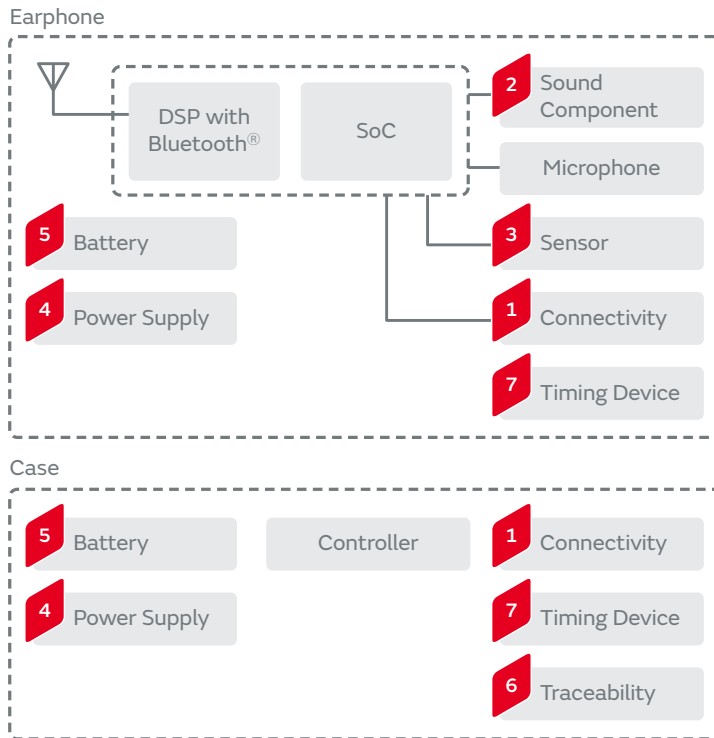 Earphone
DSP with
Bluetooth®
SoC
2
Sound
Component
Microphone
5
Battery
3
Sensor
4
Power Supply
1
Connectivity
7
Timing Device
Case
5
Battery
Controller
1
Connectivity
4
Power Supply
7
Timing Device
6
Traceability